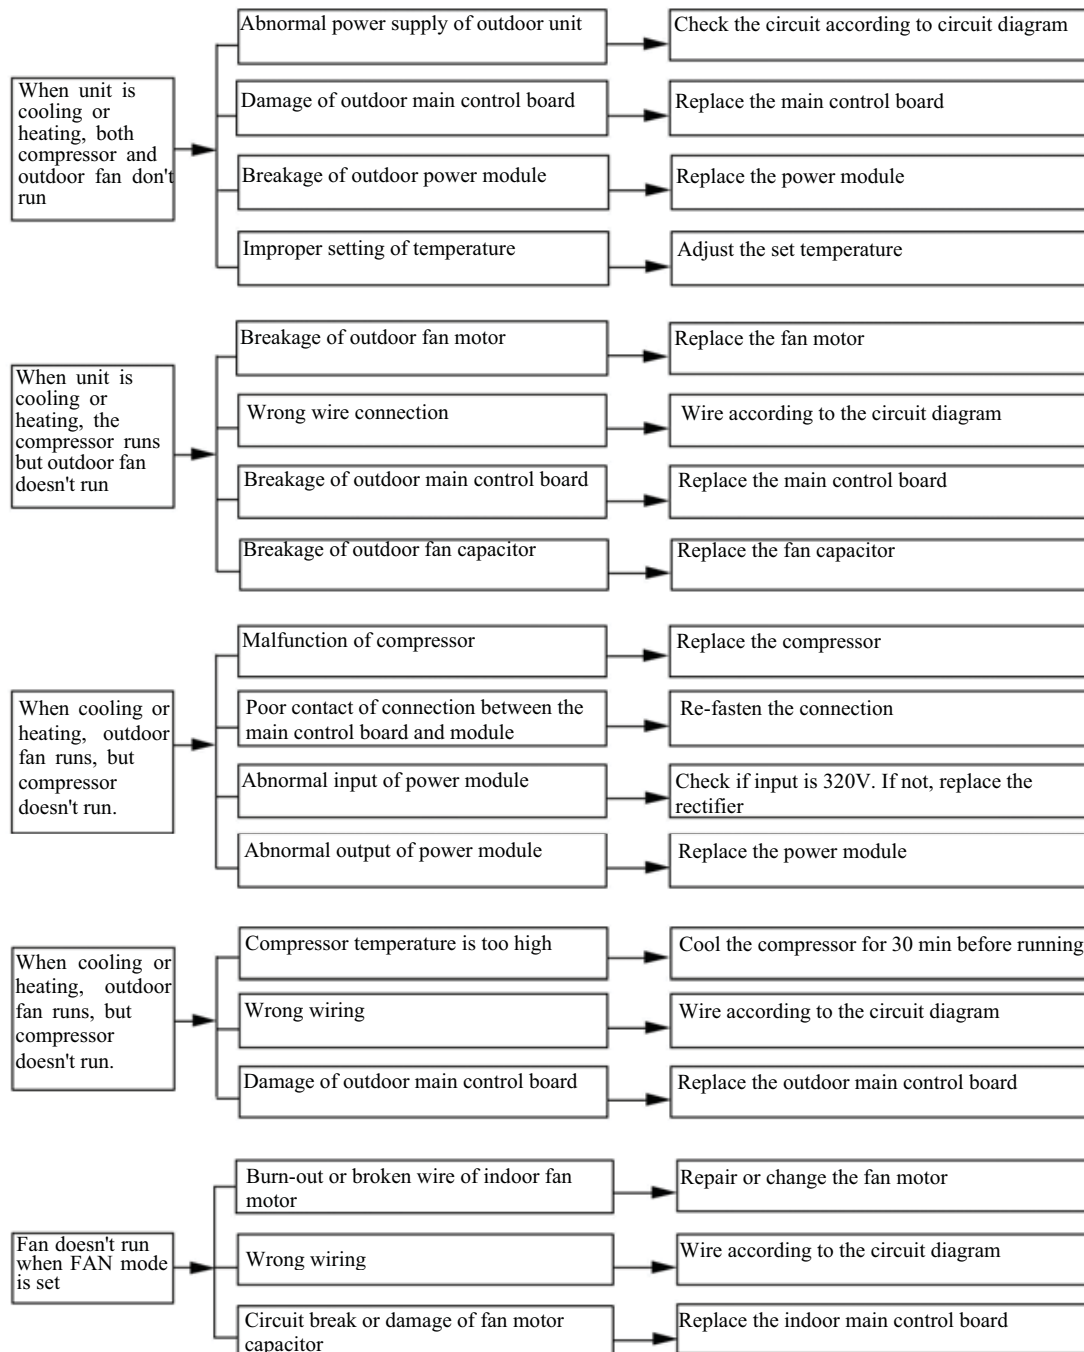 Abnormal power supply of outdoor unit
Check the circuit according to circuit diagram
When unit is
cooling or
heating, both
compressor and
outdoor fan don't
run
Damage of outdoor main control board
Replace the main control board
Breakage of outdoor power module
Replace the power module
Improper setting of temperature
Adjust the set temperature
When unit is
cooling or
heating, the
compressor runs
but outdoor fan
doesn't run
Breakage of outdoor fan motor
Replace the fan motor
Wrong wire connection
Wire according to the circuit diagram
Breakage of outdoor main control board
Replace the main control board
Breakage of outdoor fan capacitor
Replace the fan capacitor
When cooling or
heating, outdoor
fan runs, but
compressor
doesn't run.
Malfunction of compressor
Replace the compressor
Poor contact of connection between the
main control board and module
Re-fasten the connection
Abnormal input of power module
Check if input is 320V. If not, replace the
rectifier
Abnormal output of power module
Replace the power module
When cooling or
heating, outdoor
fan runs, but
compressor
doesn't run.
Compressor temperature is too high
Cool the compressor for 30 min before running
Wrong wiring
Wire according to the circuit diagram
Damage of outdoor main control board
Replace the outdoor main control board
Fan doesn't run
when FAN mode
is set
Burn-out or broken wire of indoor fan
motor
Repair or change the fan motor
Wrong wiring
Wire according to the circuit diagram
Circuit break or damage of fan motor
capacitor
Replace the indoor main control board